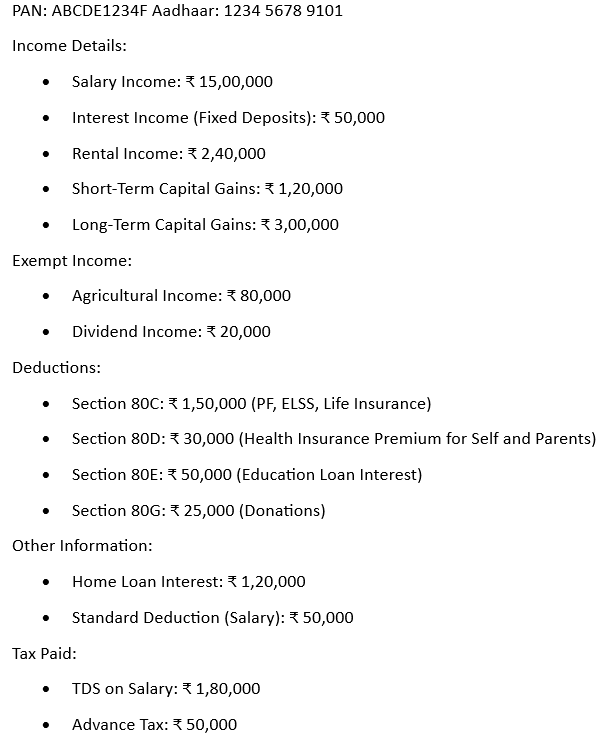 PAN: ABCDE1234F Aadhaar: 1234 5678 9101
Income Details:
• Salary Income: ₹ 15,00,000
• Interest Income (Fixed Deposits): ₹ 50,000
• Rental Income: ₹ 2,40,000
• Short-Term Capital Gains: ₹ 1,20,000
• Long-Term Capital Gains: ₹ 3,00,000
Exempt Income:
• Agricultural Income: ₹ 80,000
• Dividend Income: ₹ 20,000
Deductions:
• Section 80C: ₹ 1,50,000 (PF, ELSS, Life Insurance)
• Section 80D: ₹ 30,000 (Health Insurance Premium for Self and Parents)
• Section 80E: ₹ 50,000 (Education Loan Interest)
• Section 80G: ₹ 25,000 (Donations)
Other Information:
• Home Loan Interest: ₹ 1,20,000
• Standard Deduction (Salary): ₹ 50,000
Tax Paid:
• TDS on Salary: ₹ 1,80,000
• Advance Tax: ₹ 50,000